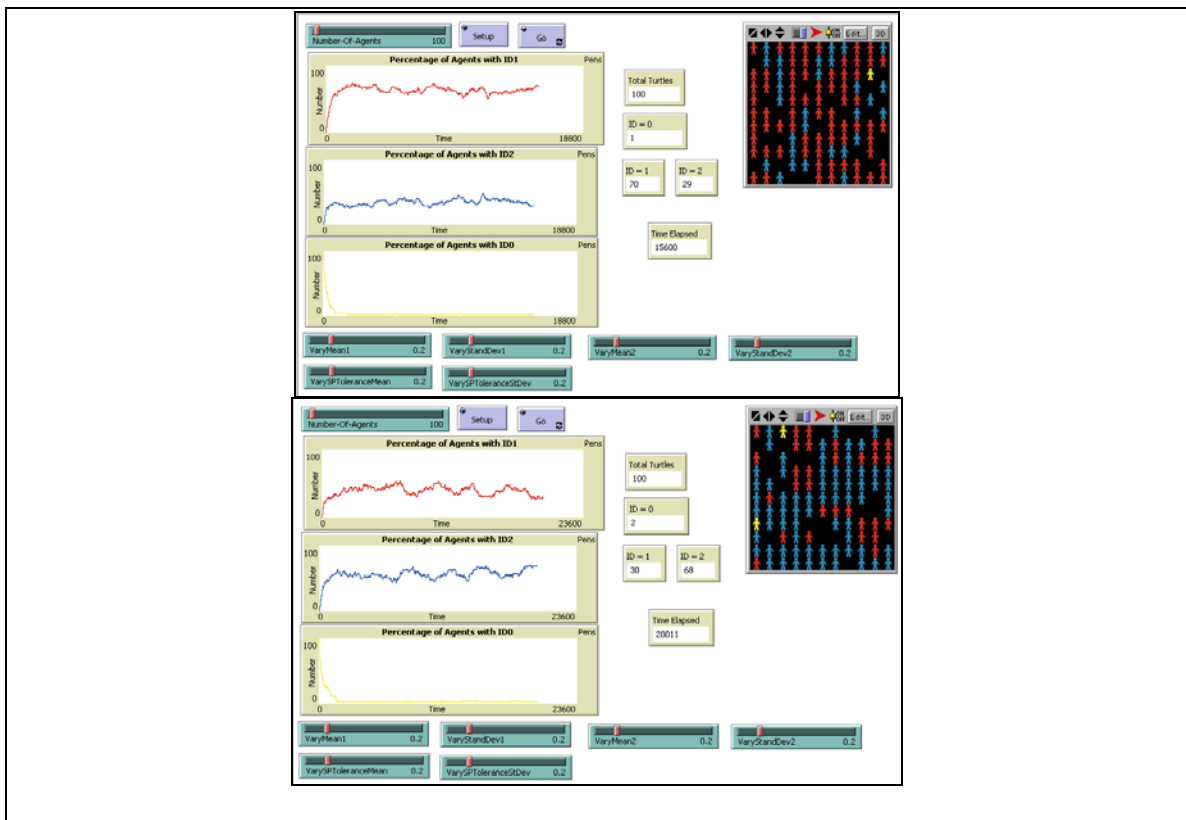 Number-Of-Agents 100
Setup
Go
Edit... 3D
Percentage of Agents with ID1 Pens
100
Number
0
0 Time 18800
Total Turtles
100
ID = 0
1
ID = 1 ID = 2
70 29
Percentage of Agents with ID2 Pens
100
Number
0
0 Time 18800
Time Elapsed
15600
Percentage of Agents with ID0 Pens
100
Number
0
0 Time 18800
VaryMean1 0.2
VaryStandDev1 0.2
VaryMean2 0.2
VaryStandDev2 0.2
VarySPToleranceMean 0.2
VarySPToleranceStDev 0.2
Number-Of-Agents 100
Setup
Go
Edit... 3D
Percentage of Agents with ID1 Pens
100
Number
0
0 Time 23600
Total Turtles
100
ID = 0
2
ID = 1 ID = 2
30 68
Percentage of Agents with ID2 Pens
100
Number
0
0 Time 23600
Time Elapsed
20011
Percentage of Agents with ID0 Pens
100
Number
0
0 Time 23600
VaryMean1 0.2
VaryStandDev1 0.2
VaryMean2 0.2
VaryStandDev2 0.2
VarySPToleranceMean 0.2
VarySPToleranceStDev 0.2